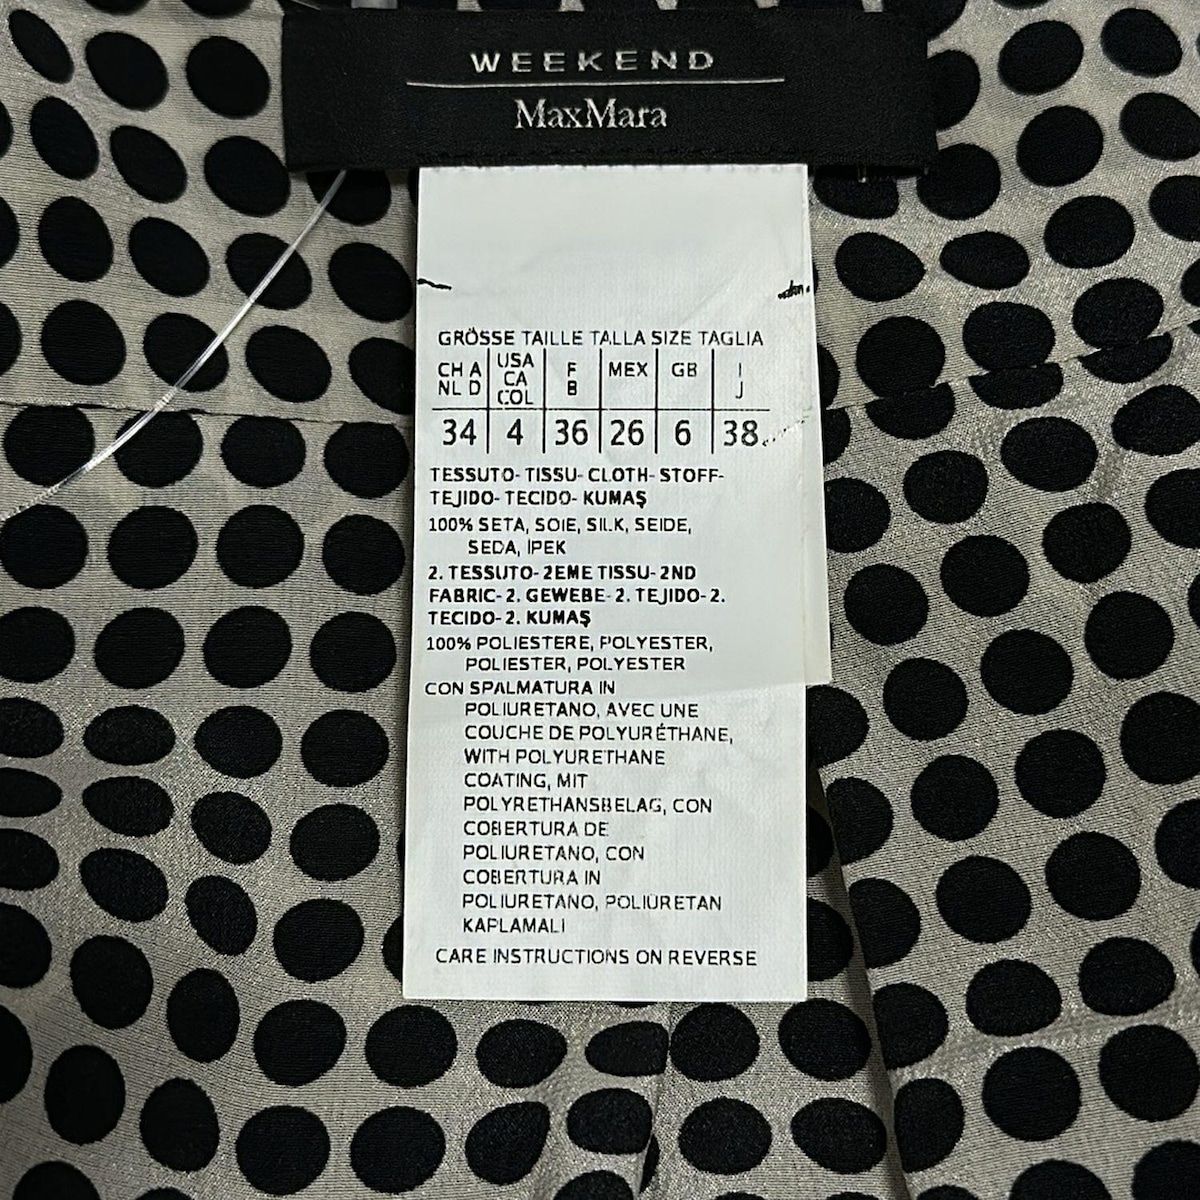 WEEKEND
MaxMara
GRÖSSE TAILLE TALLA SIZE TAGLIA
CH A NL D USA CA COL F B MEX GB I J
34 4 36 26 6 38
TESSUTO- TISSU- CLOTH- STOFF-
TEJIDO- TECIDO- KUMAŞ
100% SETA, SOIE, SILK, SEIDE,
SEDA, IPEK
2. TESSUTO- 2EME TISSU- 2ND
FABRIC- 2. GEWEBE- 2. TEJIDO- 2.
TECIDO- 2. KUMAŞ
100% POLIESTERE, POLYESTER,
POLIESTER, POLYESTER
CON SPALMATURA IN
POLIURETANO, AVEC UNE
COUCHE DE POLYURÉTHANE,
WITH POLYURETHANE
COATING, MIT
POLYRETHANSBELAG, CON
COBERTURA DE
POLIURETANO, CON
COBERTURA IN
POLIURETANO, POLIÜRETAN
KAPLAMALI
CARE INSTRUCTIONS ON REVERSE